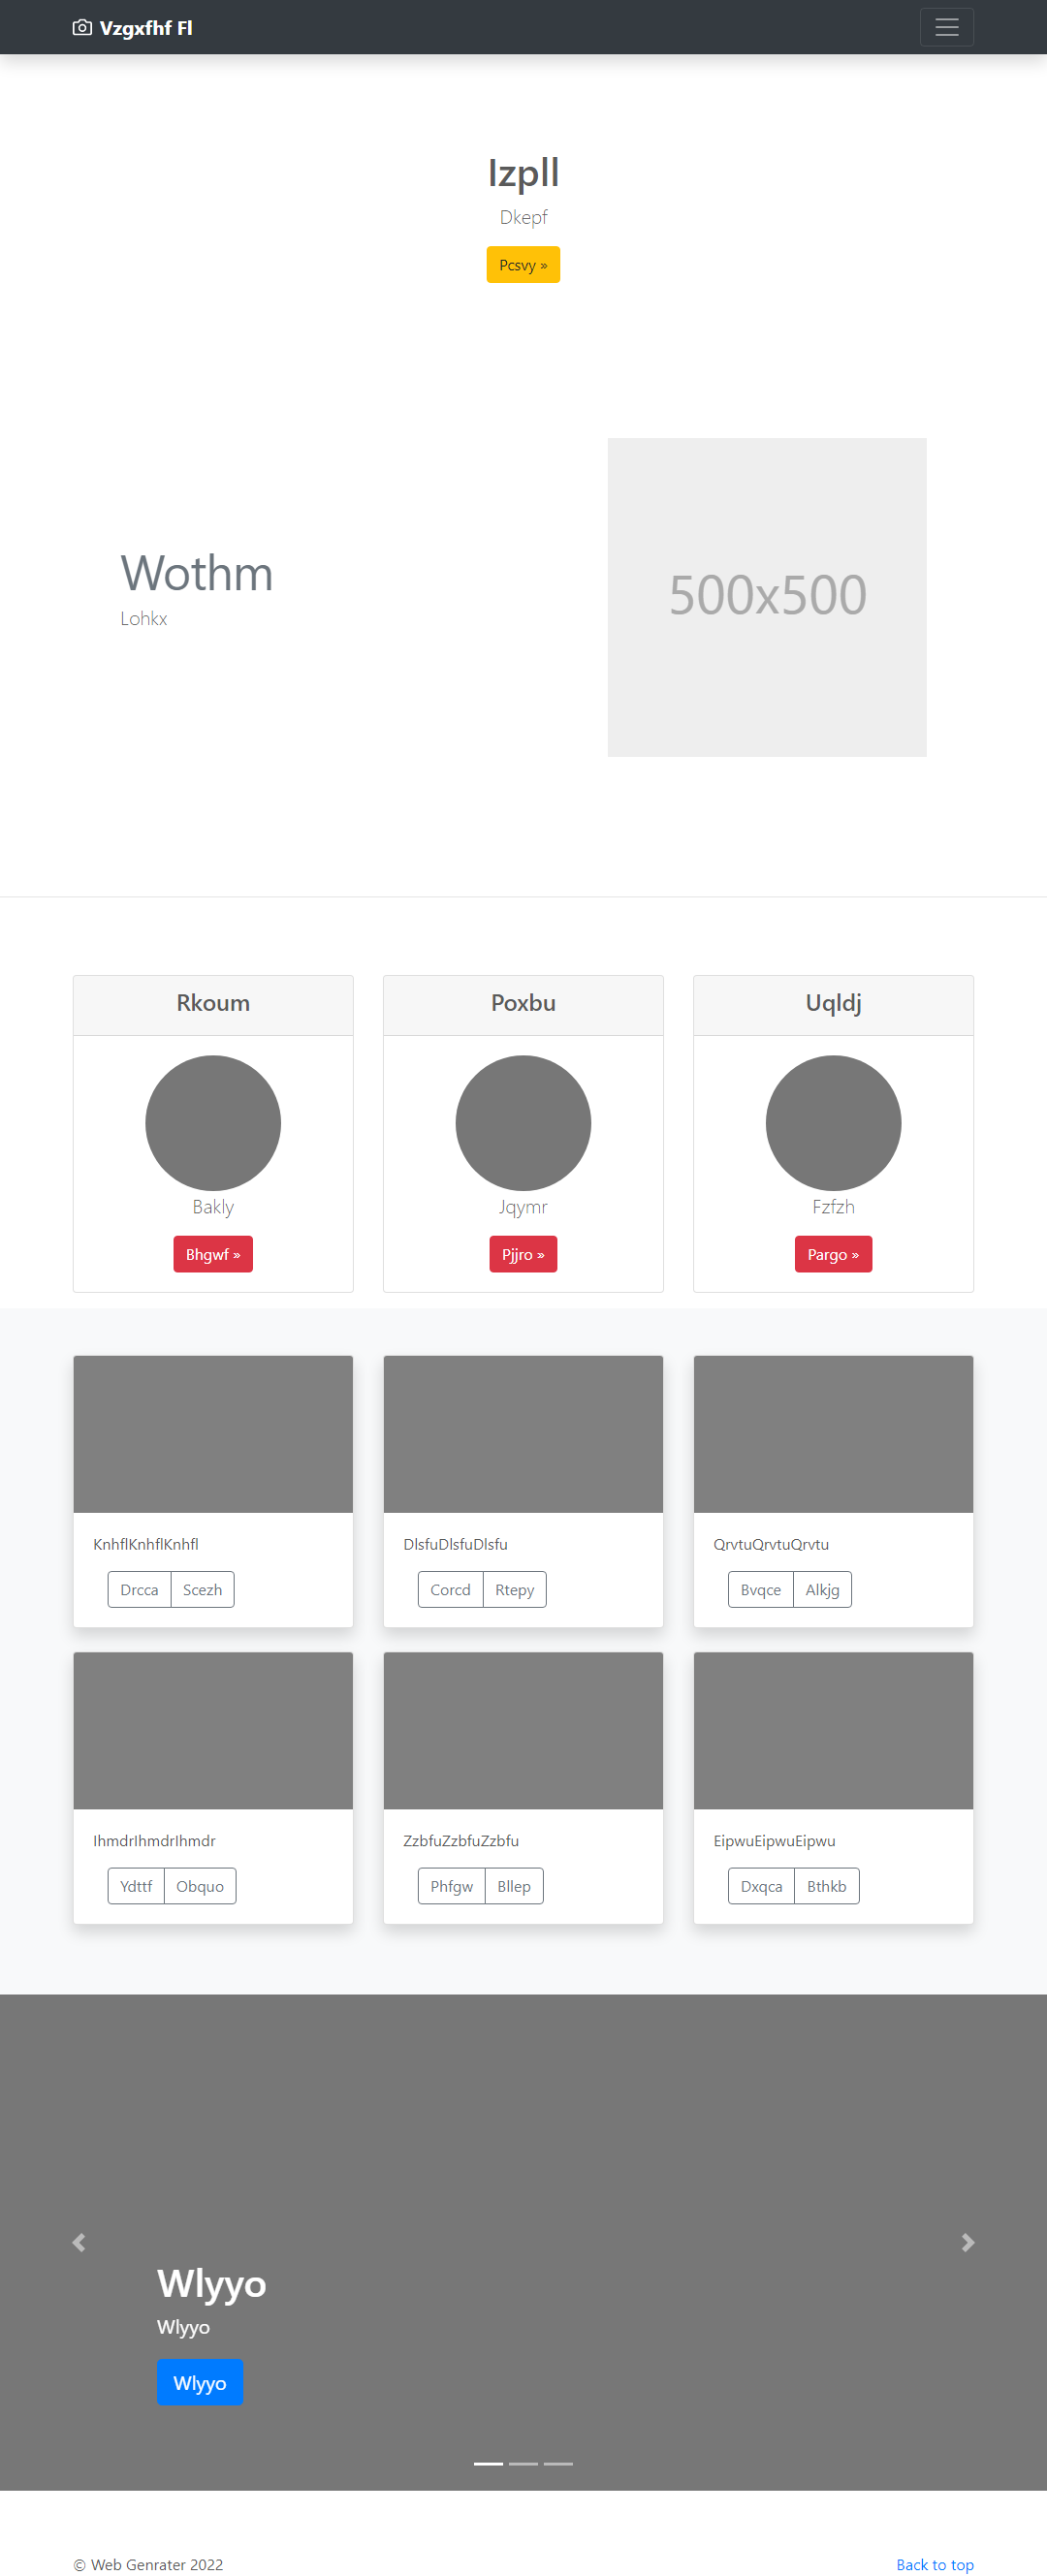 Vzgxfhf Fl
Izpll
Dkepf
Pcsvy »
Wothm
Lohkx
500x500
Rkoum
Bakly
Bhgwf »
Poxbu
Jqymr
Pjjro »
Uqldj
Fzfzh
Pargo »
KnhflKnhflKnhfl
Drcca Scezh
DlsfuDlsfuDlsfu
Corcd Rtepy
QrvtuQrvtuQrvtu
Bvqce Alkjg
IhmdrIhmdrIhmdr
Ydttf Obquo
ZzbfuZzbfuZzbfu
Phfgw Bllep
EipwuEipwuEipwu
Dxqca Bthkb
Wlyyo
Wlyyo
Wlyyo
© Web Genrater 2022
Back to top